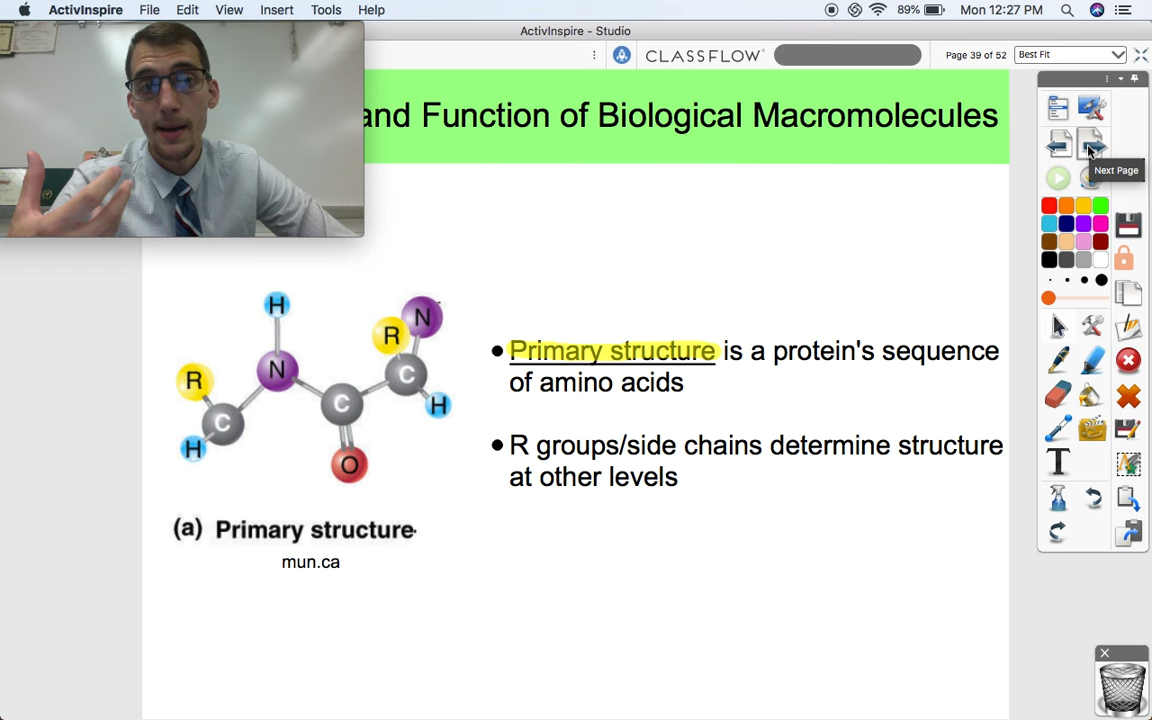 ActivInspire File Edit View Insert Tools Help 89% Mon 12:27 PM
ActivInspire - Studio
CLASSFLOW Page 39 of 52 Best Fit
and Function of Biological Macromolecules
Next Page
H
N
R
N
R
C
C
C
H
H
O
• Primary structure is a protein's sequence
of amino acids
• R groups/side chains determine structure
at other levels
(a) Primary structure
mun.ca
T